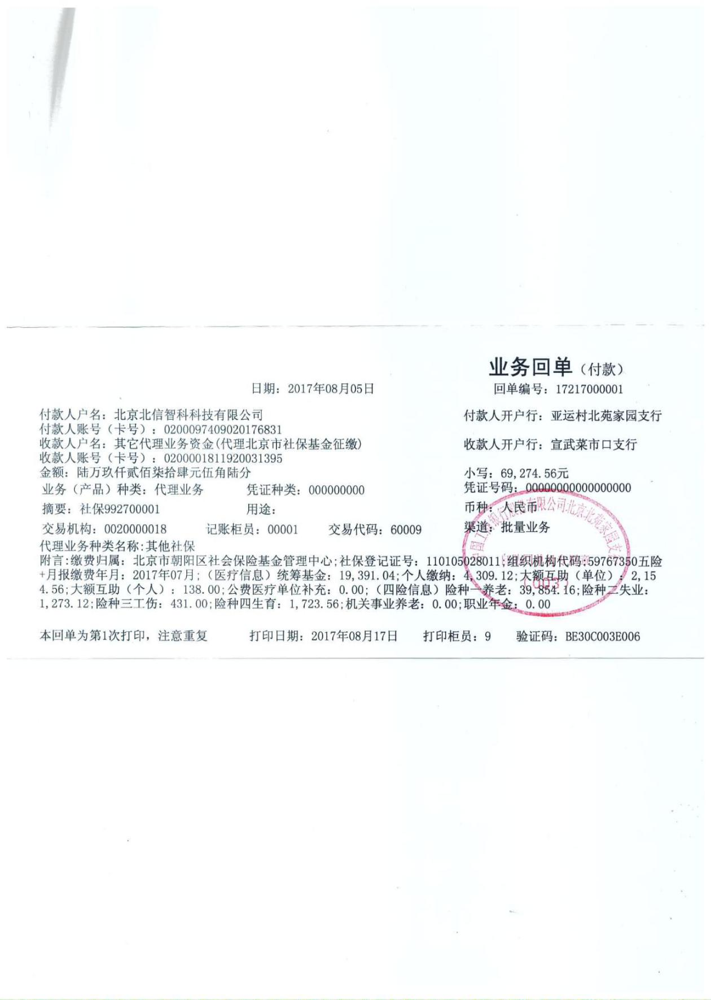 业务回单（付款）
日期：2017年08月05日 回单编号：17217000001
付款人户名：北京北信智科科技有限公司 付款人开户行：亚运村北苑家园支行
付款人账号（卡号）：0200097409020176831
收款人户名：其它代理业务资金(代理北京市社保基金征缴) 收款人开户行：宣武菜市口支行
收款人账号（卡号）：0200001811920031395
金额：陆万玖仟贰佰柒拾肆元伍角陆分 小写：69,274.56元
业务（产品）种类：代理业务 凭证种类：000000000 凭证号码：00000000000000000
摘要：社保992700001 用途： 币种：人民币
交易机构：0020000018 记账柜员：00001 交易代码：60009 渠道：批量业务
代理业务种类名称:其他社保
附言:缴费归属：北京市朝阳区社会保险基金管理中心;社保登记证号：110105028011;组织机构代码:59767350五险
+月报缴费年月：2017年07月;（医疗信息）统筹基金：19,391.04;个人缴纳：4,309.12;大额互助（单位）：2,15
4.56;大额互助（个人）：138.00;公费医疗单位补充：0.00;（四险信息）险种一养老：39,854.16;险种二失业：
1,273.12;险种三工伤：431.00;险种四生育：1,723.56;机关事业养老：0.00;职业年金：0.00
本回单为第1次打印，注意重复 打印日期：2017年08月17日 打印柜员：9 验证码：BE30C003E006
中国工商银行股份有限公司北京北苑家园支行
(003)